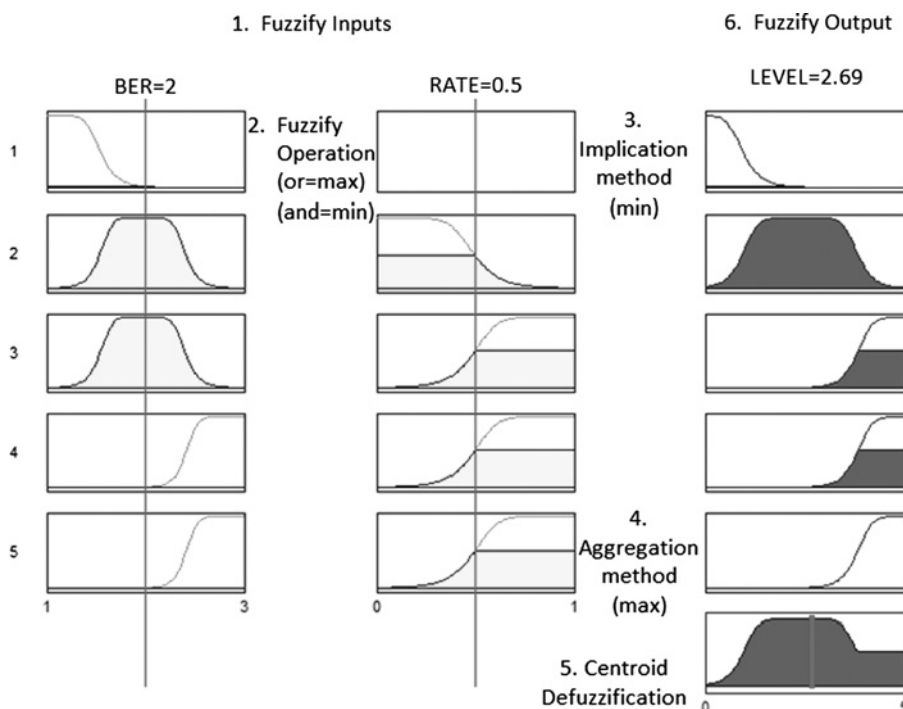 1. Fuzzify Inputs
6. Fuzzify Output
BER=2
RATE=0.5
LEVEL=2.69
1
2. Fuzzify
Operation
(or=max)
(and=min)
3.
Implication
method
(min)
2
3
4
5
4.
Aggregation
method
(max)
1
3
0
1
5. Centroid
Defuzzification
0